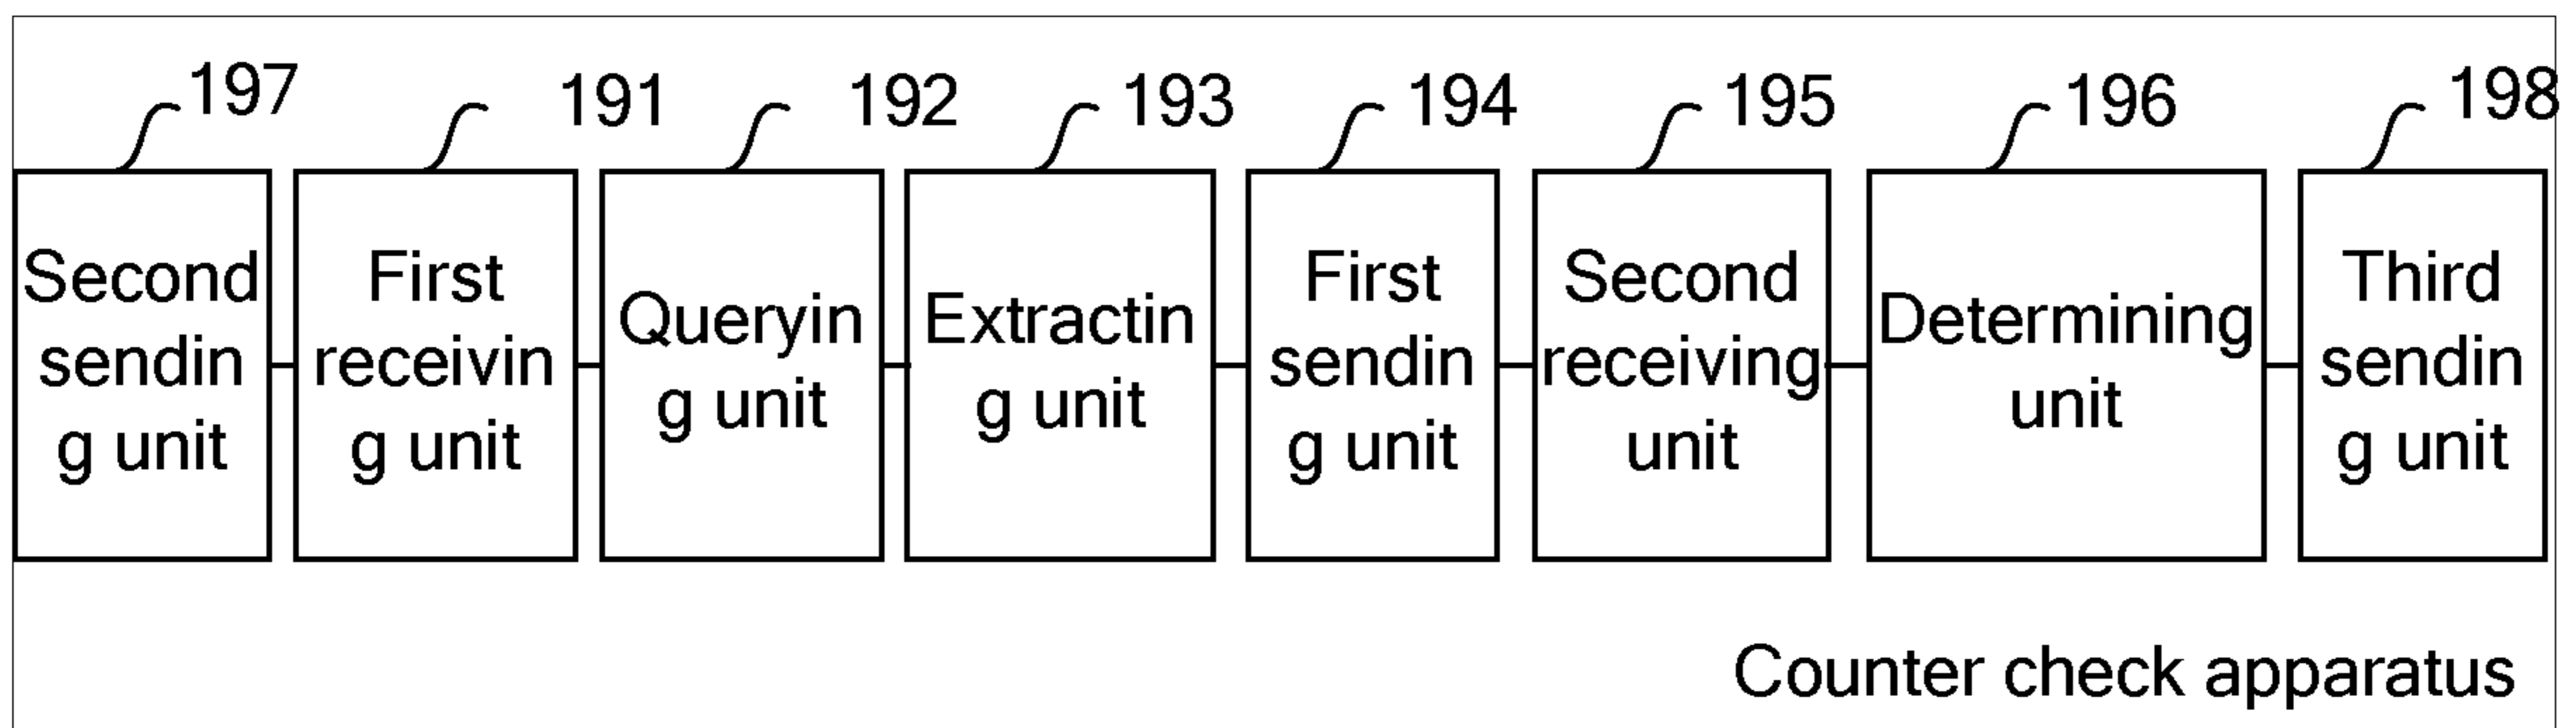 197
191
192
193
194
195
196
198
Second
sendin
g unit
First
receivin
g unit
Queryin
g unit
Extractin
g unit
First
sendin
g unit
Second
receiving
unit
Determining
unit
Third
sendin
g unit
Counter check apparatus